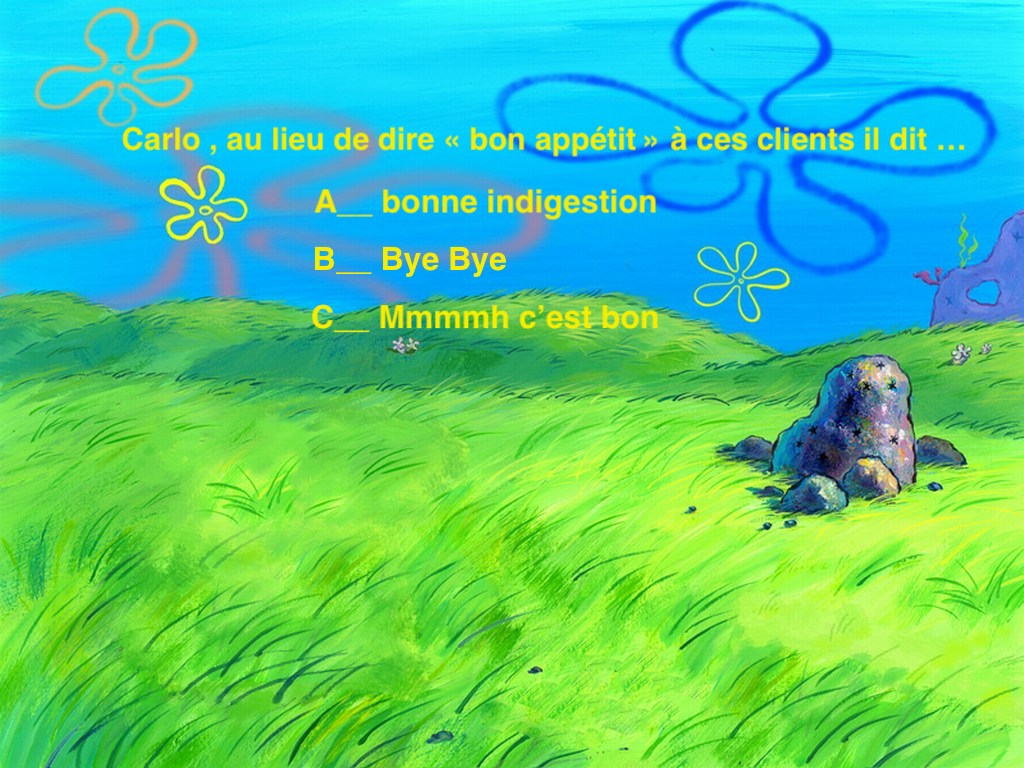 Carlo , au lieu de dire « bon appétit » à ces clients il dit …
A__ bonne indigestion
B__ Bye Bye
C__ Mmmmh c’est bon